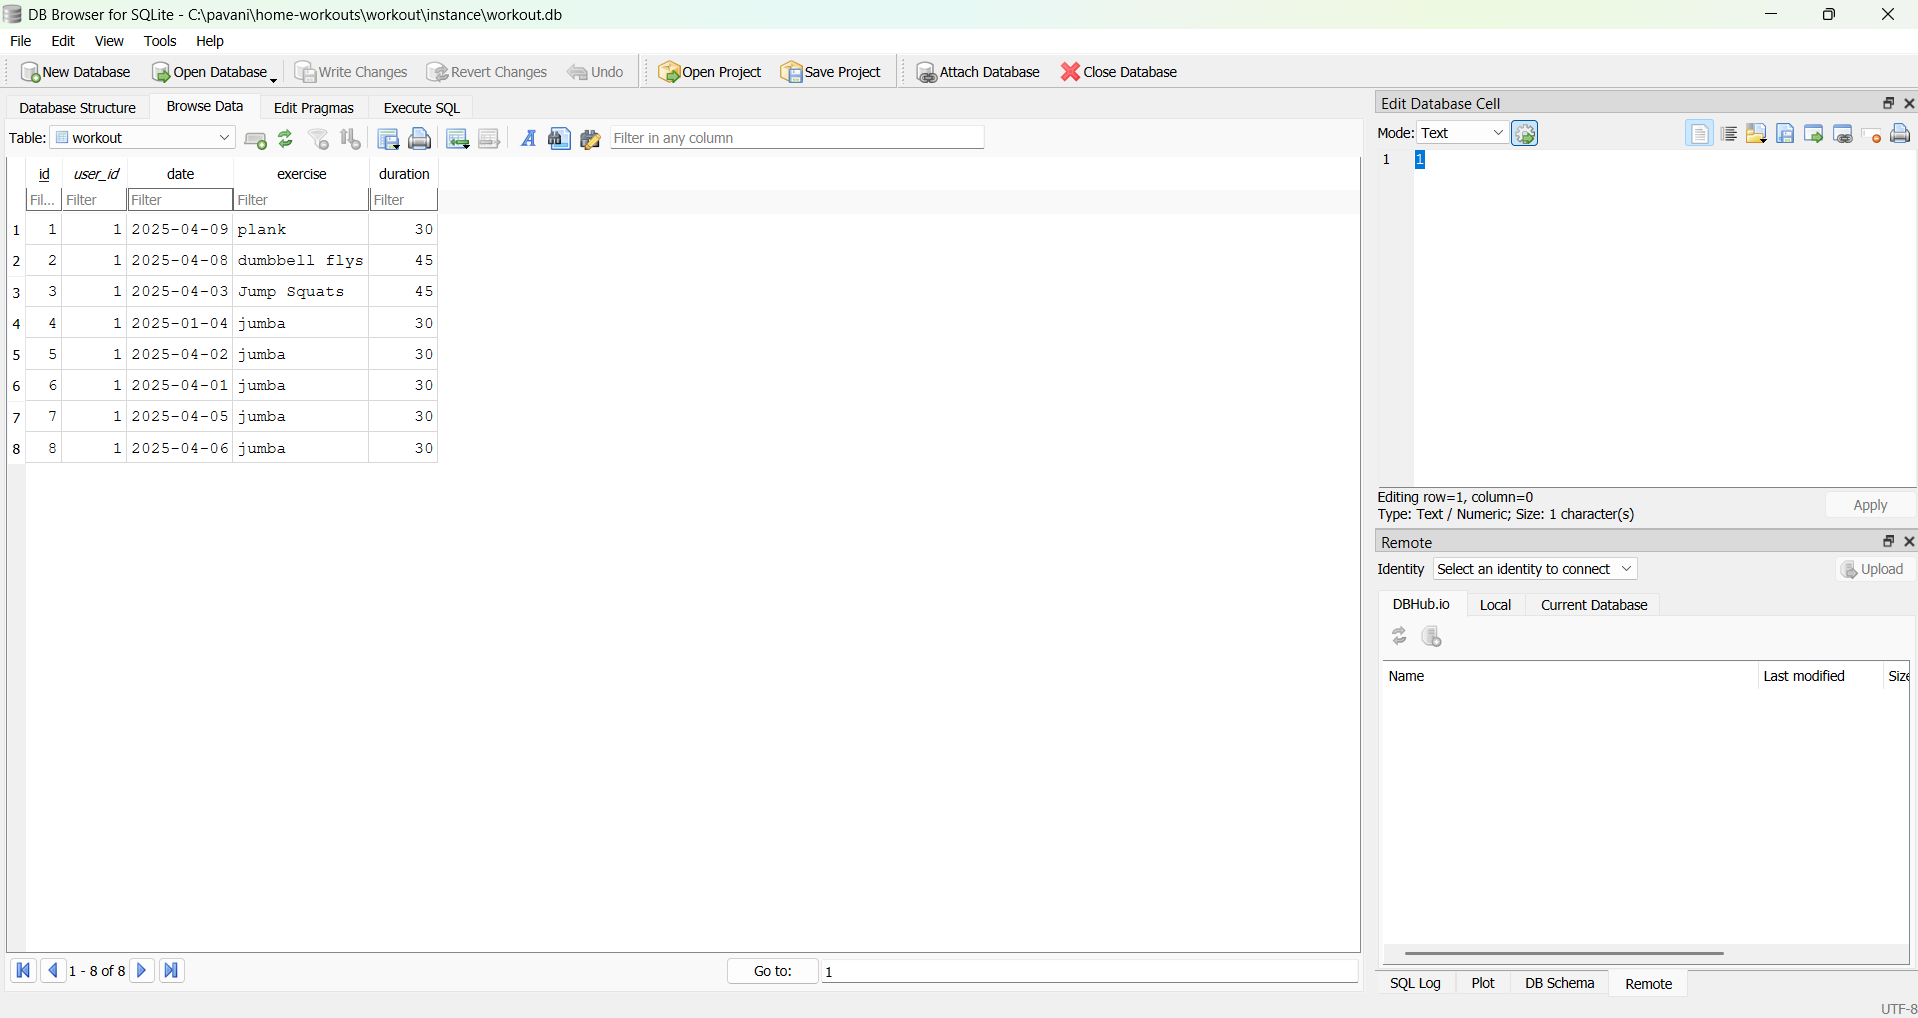 DB Browser for SQLite - C:\pavani\home-workouts\workout\instance\workout.db
File Edit View Tools Help
New Database Open Database Write Changes Revert Changes Undo Open Project Save Project Attach Database Close Database
Database Structure Browse Data Edit Pragmas Execute SQL
Table: workout Filter in any column
id user_id date exercise duration
Fil... Filter Filter Filter Filter
1 1 1 2025-04-09 plank 30
2 2 1 2025-04-08 dumbbell flys 45
3 3 1 2025-04-03 Jump Squats 45
4 4 1 2025-01-04 jumba 30
5 5 1 2025-04-02 jumba 30
6 6 1 2025-04-01 jumba 30
7 7 1 2025-04-05 jumba 30
8 8 1 2025-04-06 jumba 30
1 - 8 of 8 Go to: 1
Edit Database Cell
Mode: Text
1 1
Editing row=1, column=0
Type: Text / Numeric; Size: 1 character(s)
Apply
Remote
Identity Select an identity to connect Upload
DBHub.io Local Current Database
Name Last modified Size
SQL Log Plot DB Schema Remote
UTF-8